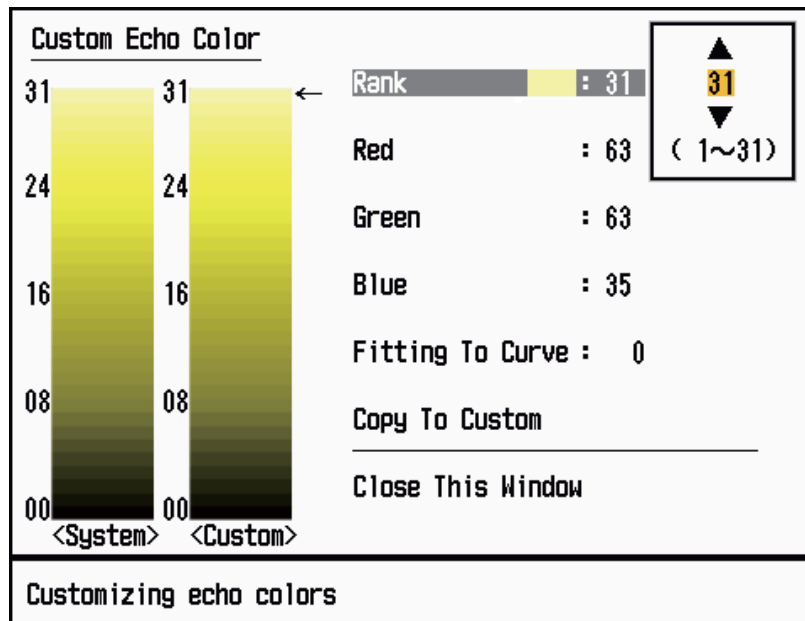 Custom Echo Color
31
31
←
Rank : 31
▲
31
▼
( 1～31)
Red : 63
24
24
Green : 63
16
16
Blue : 35
Fitting To Curve : 0
08
08
Copy To Custom
Close This Window
00
00
<System>
<Custom>
Customizing echo colors